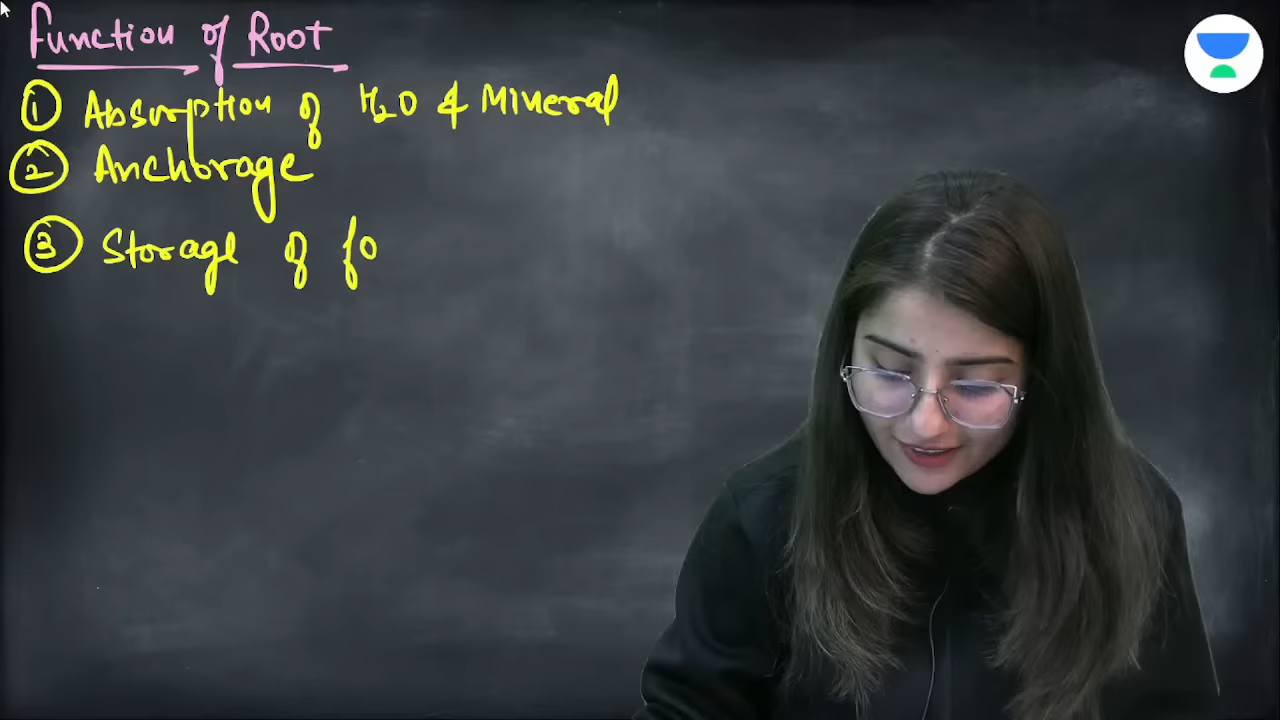 Function of Root
① Absorption of H₂O & Mineral
② Anchorage
③ Storage of fo